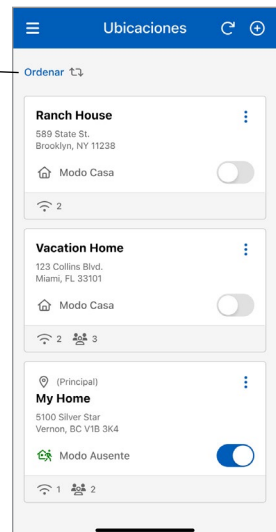 Ubicaciones
Ordenar
Ranch House
589 State St.
Brooklyn, NY 11238
Modo Casa
2
Vacation Home
123 Collins Blvd.
Miami, FL 33101
Modo Casa
2 3
(Principal)
My Home
5100 Silver Star
Vernon, BC V1B 3K4
Modo Ausente
1 2